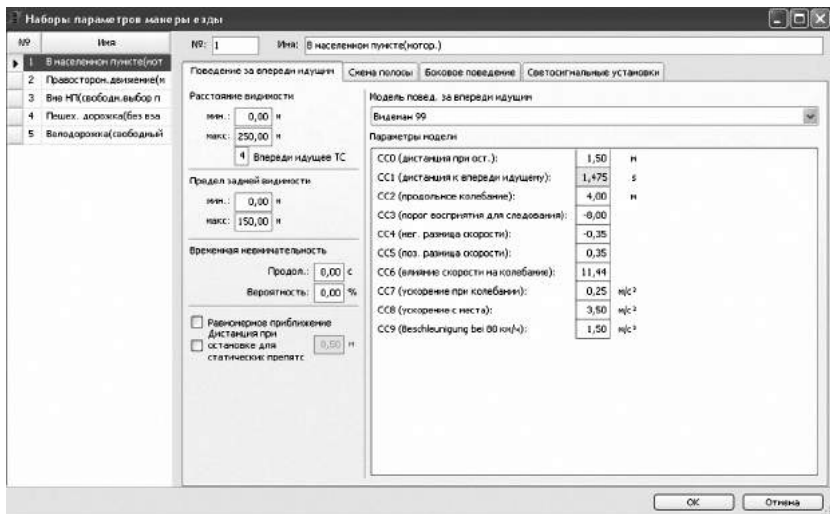 Наборы параметров манеры езды
№ Имя
1 В населенном пункте(мот
2 Правосторон.движение(м
3 Вне НП(свободн.выбор п
4 Пешех. дорожка(без вза
5 Велодорожка(свободный
№: 1 Имя: В населенном пункте(мотор.)
Поведение за впереди идущим Смена полосы Боковое поведение Светосигнальные установки
Расстояние видимости
мин.: 0,00 м
макс: 250,00 м
4 Впереди идущее ТС
Предел задней видимости
мин.: 0,00 м
макс: 150,00 м
Временная невнимательность
Продол.: 0,00 с
Вероятность: 0,00 %
Равномерное приближение
Дистанция при
остановке для
статических препятс
0,50 м
Модель повед. за впереди идущим
Видеман 99
Параметры модели
CC0 (дистанция при ост.): 1,50 м
CC1 (дистанция к впереди идущему): 1,475 s
CC2 (продольное колебание): 4,00 м
CC3 (порог восприятия для следования): -8,00
CC4 (нег. разница скорости): -0,35
CC5 (поз. разница скорости): 0,35
CC6 (влияние скорости на колебание): 11,44
CC7 (ускорение при колебании): 0,25 м/с²
CC8 (ускорение с места): 3,50 м/с²
CC9 (Beschleunigung bei 80 км/ч): 1,50 м/с²
OK Отмена